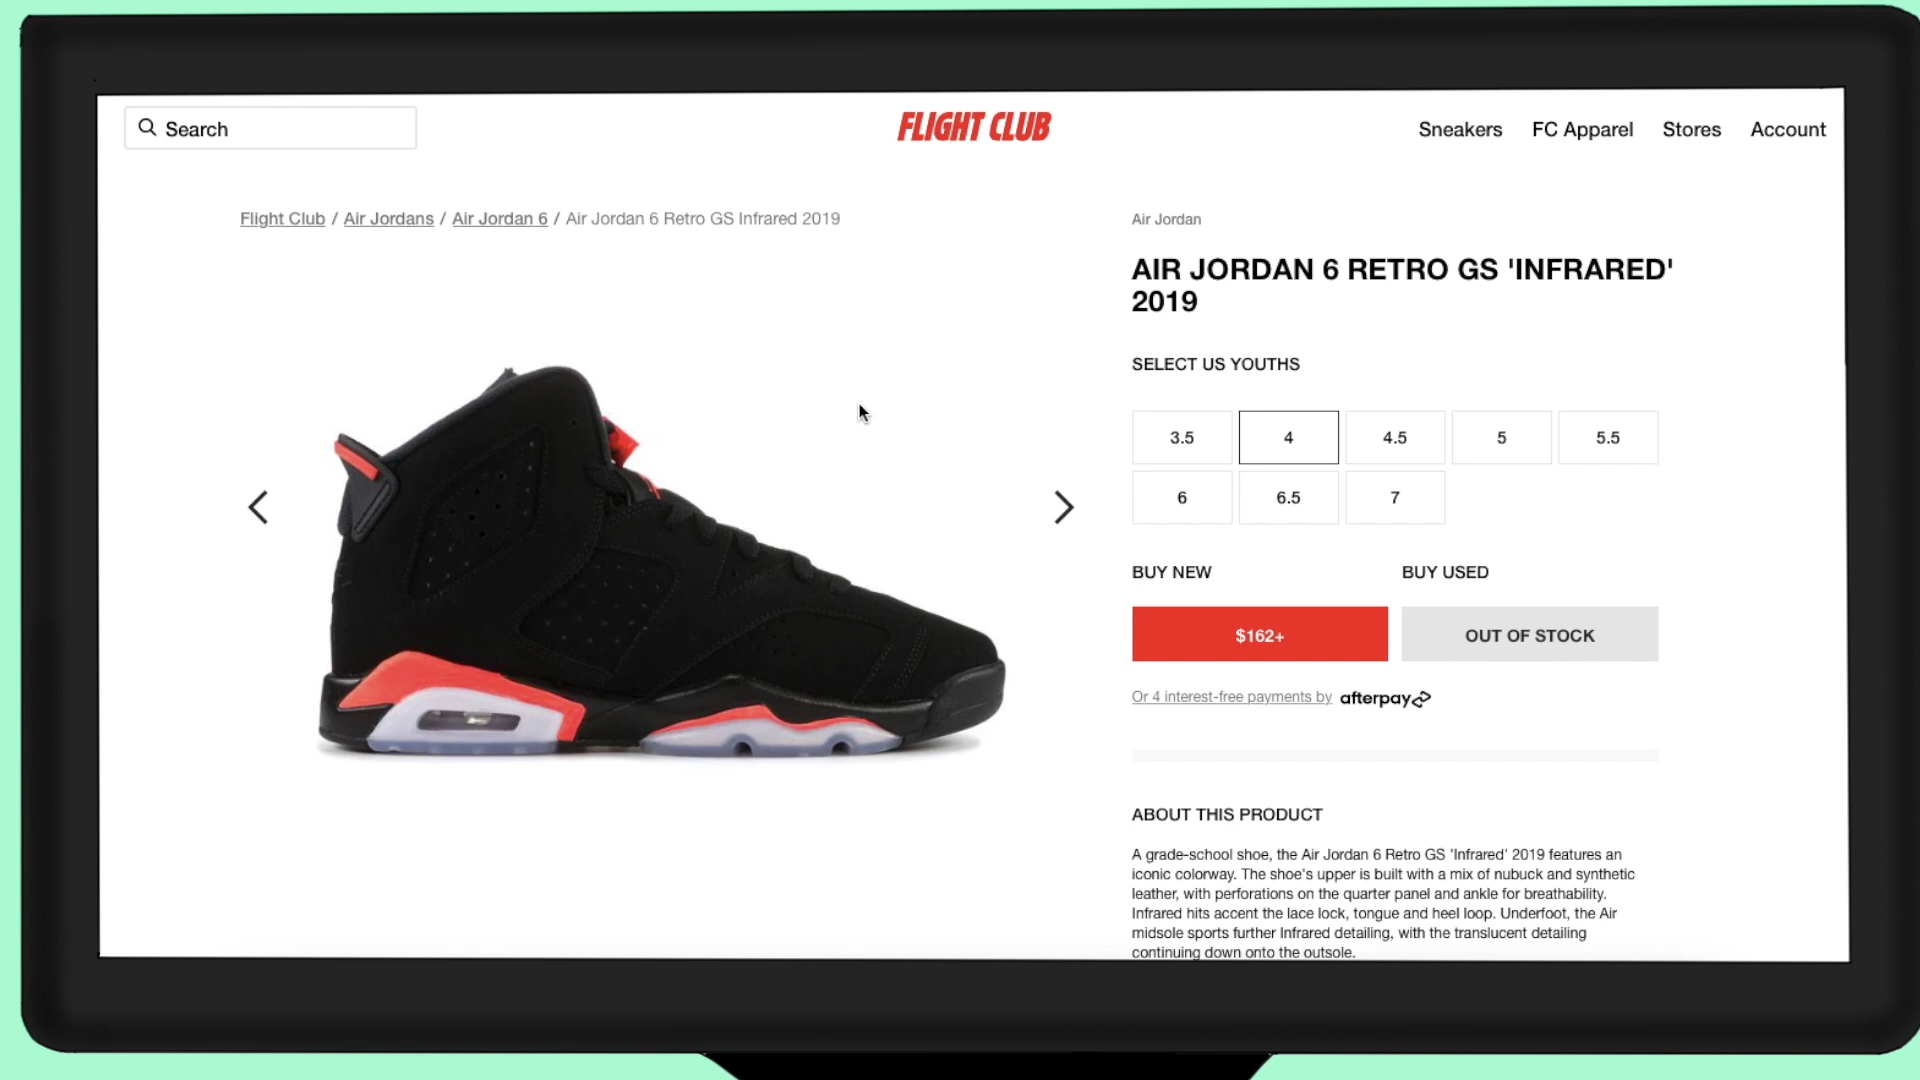 Search
FLIGHT CLUB
Sneakers
FC Apparel
Stores
Account
Flight Club / Air Jordans / Air Jordan 6 / Air Jordan 6 Retro GS Infrared 2019
Air Jordan
AIR JORDAN 6 RETRO GS 'INFRARED'
2019
SELECT US YOUTHS
3.5
4
4.5
5
5.5
6
6.5
7
BUY NEW
BUY USED
$162+
OUT OF STOCK
Or 4 interest-free payments by afterpay
ABOUT THIS PRODUCT
A grade-school shoe, the Air Jordan 6 Retro GS 'Infrared' 2019 features an
iconic colorway. The shoe's upper is built with a mix of nubuck and synthetic
leather, with perforations on the quarter panel and ankle for breathability.
Infrared hits accent the lace lock, tongue and heel loop. Underfoot, the Air
midsole sports further Infrared detailing, with the translucent detailing
continuing down onto the outsole.